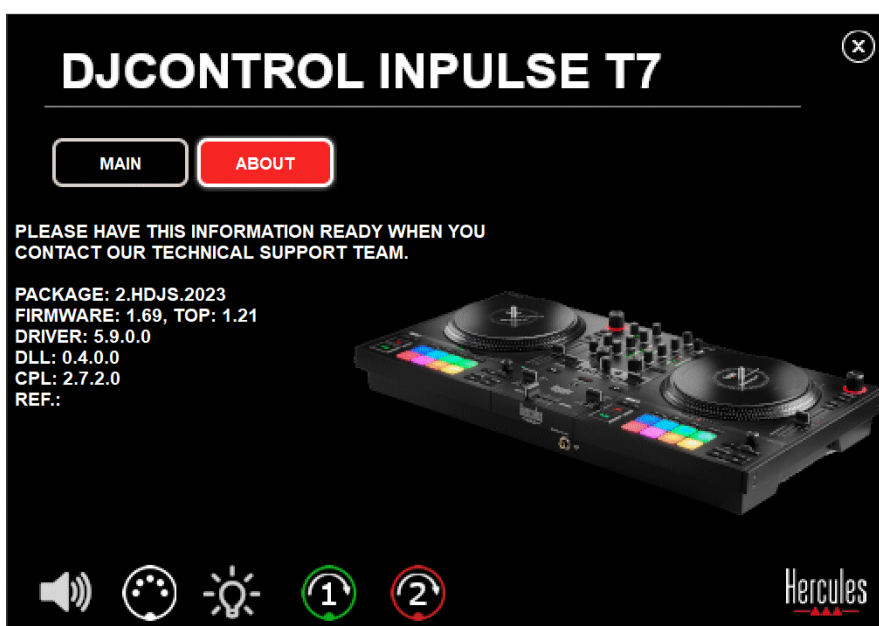 DJCONTROL INPULSE T7
MAIN
ABOUT
PLEASE HAVE THIS INFORMATION READY WHEN YOU
CONTACT OUR TECHNICAL SUPPORT TEAM.
PACKAGE: 2.HDJS.2023
FIRMWARE: 1.69, TOP: 1.21
DRIVER: 5.9.0.0
DLL: 0.4.0.0
CPL: 2.7.2.0
REF.:
1
2
Hercules